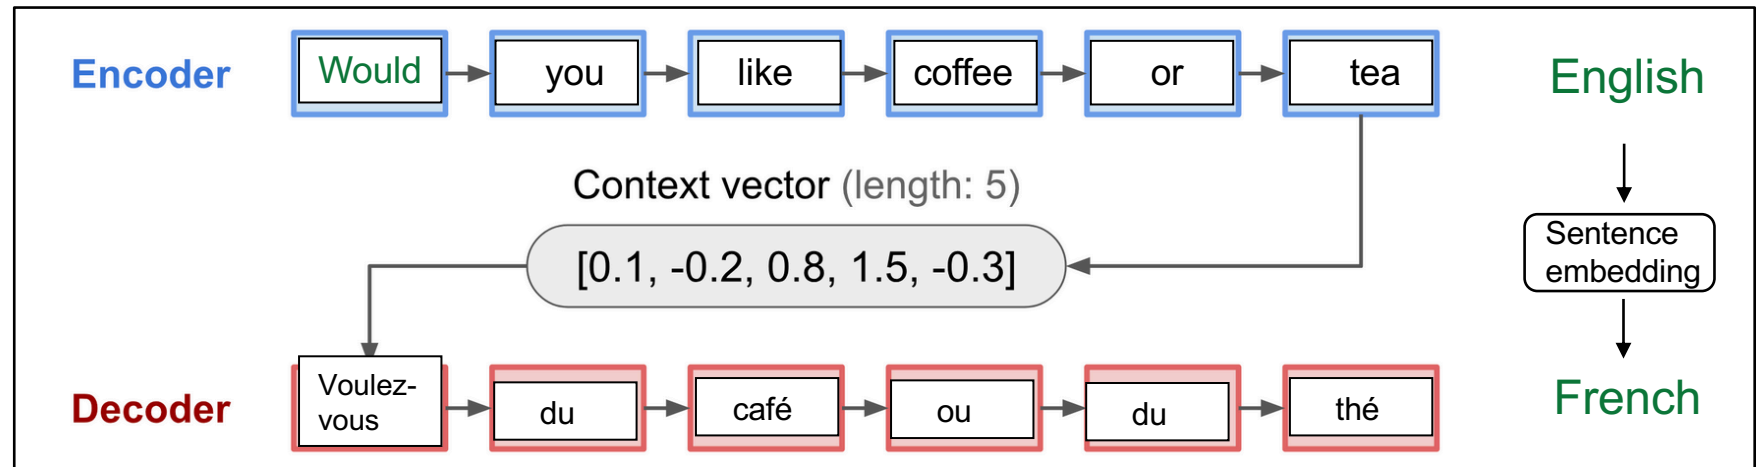 Encoder Would you like coffee or tea English
Context vector (length: 5)
[0.1, -0.2, 0.8, 1.5, -0.3]
Sentence
embedding
Decoder Voulez-
vous du café ou du thé French